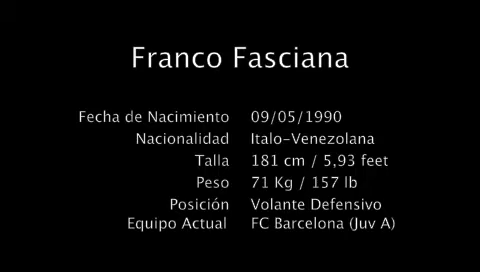 Franco Fasciana
Fecha de Nacimiento 09/05/1990
Nacionalidad Italo-Venezolana
Talla 181 cm / 5,93 feet
Peso 71 Kg / 157 lb
Posición Volante Defensivo
Equipo Actual FC Barcelona (Juv A)